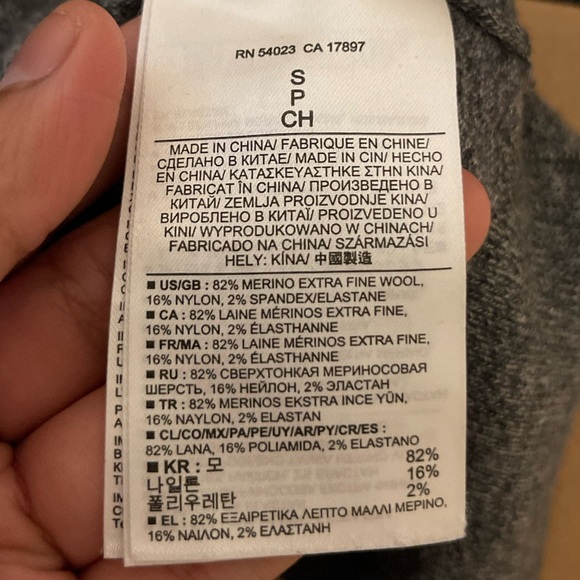 RN 54023 CA 17897
S
P
CH
MADE IN CHINA/ FABRIQUE EN CHINE/
СДЕЛАНО В КИТАЕ/ MADE IN CIN/ HECHO
EN CHINA/ ΚΑΤΑΣΚΕΥΑΣΤΗΚΕ ΣΤΗΝ ΚΙΝΑ/
FABRICAT ÎN CHINA/ ПРОИЗВЕДЕНО В
КИТАЙ/ ZEMLJA PROIZVODNJE KINA/
ВИРОБЛЕНО В КИТАЇ/ PROIZVEDENO U
KINI/ WYPRODUKOWANO W CHINACH/
FABRICADO NA CHINA/ SZÁRMAZÁSI
HELY: KÍNA/ 中國製造
■ US/GB : 82% MERINO EXTRA FINE WOOL,
16% NYLON, 2% SPANDEX/ELASTANE
■ CA : 82% LAINE MÉRINOS EXTRA FINE,
16% NYLON, 2% ÉLASTHANNE
■ FR/MA : 82% LAINE MÉRINOS EXTRA FINE,
16% NYLON, 2% ÉLASTHANNE
■ RU : 82% СВЕРХТОНКАЯ МЕРИНОСОВАЯ
ШЕРСТЬ, 16% НЕЙЛОН, 2% ЭЛАСТАН
■ TR : 82% MERINOS EKSTRA INCE YÜN,
16% NAYLON, 2% ELASTAN
■ CL/CO/MX/PA/PE/UY/AR/PY/CR/ES :
82% LANA, 16% POLIAMIDA, 2% ELASTANO
■ KR : 모 82%
나일론 16%
폴리우레탄 2%
■ EL : 82% ΕΞΑΙΡΕΤΙΚΑ ΛΕΠΤΟ ΜΑΛΛΙ ΜΕΡΙΝΟ,
16% ΝΑΙΛΟΝ, 2% ΕΛΑΣΤΑΝΗ